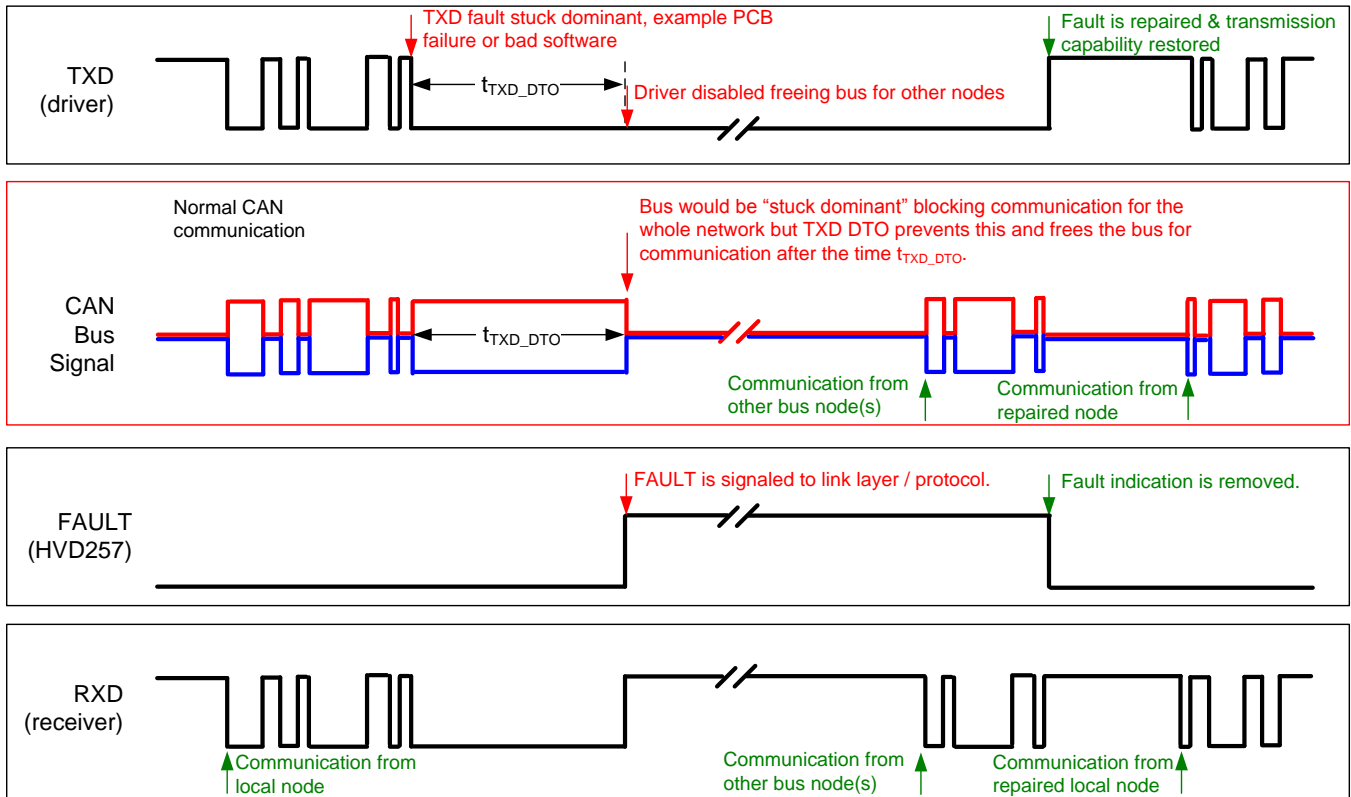 TXD fault stuck dominant, example PCB
failure or bad software
Fault is repaired & transmission
capability restored
TXD
(driver)
tTXD_DTO
Driver disabled freeing bus for other nodes
Normal CAN
communication
Bus would be “stuck dominant” blocking communication for the
whole network but TXD DTO prevents this and frees the bus for
communication after the time tTXD_DTO.
CAN
Bus
Signal
tTXD_DTO
Communication from
other bus node(s)
Communication from
repaired node
FAULT is signaled to link layer / protocol.
Fault indication is removed.
FAULT
(HVD257)
RXD
(receiver)
Communication from
local node
Communication from
other bus node(s)
Communication from
repaired local node